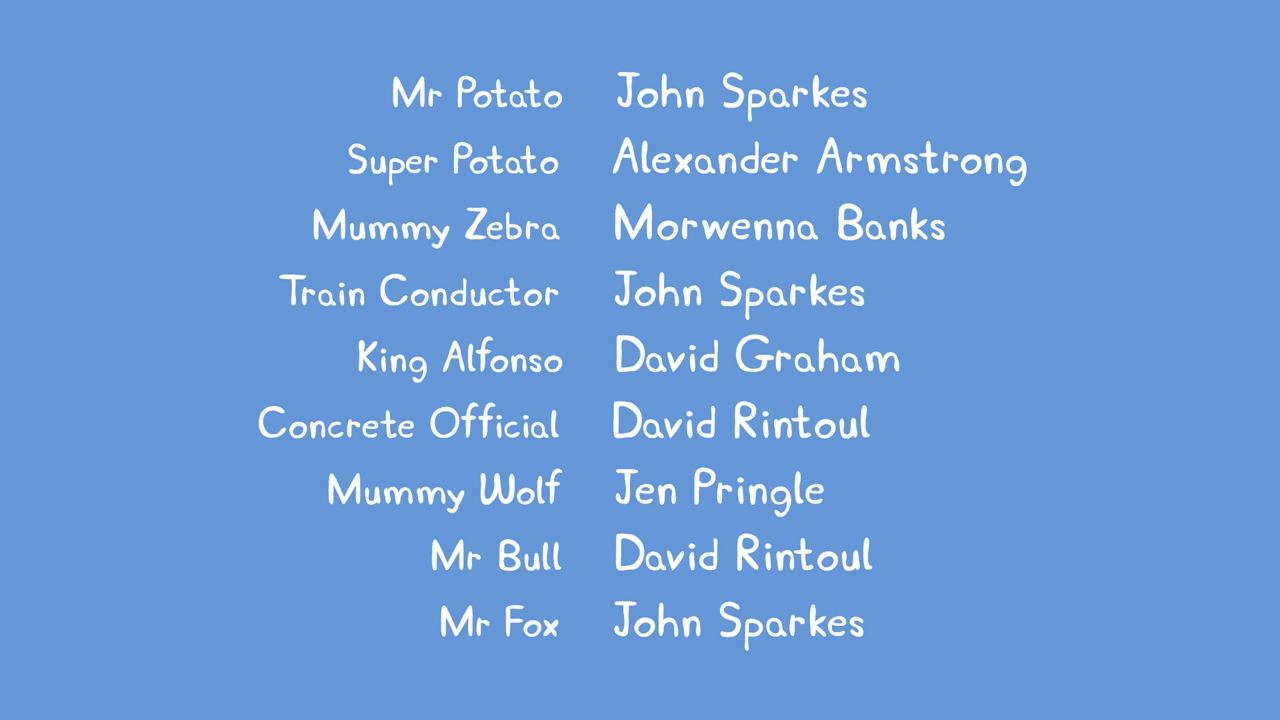 Mr Potato John Sparkes
Super Potato Alexander Armstrong
Mummy Zebra Morwenna Banks
Train Conductor John Sparkes
King Alfonso David Graham
Concrete Official David Rintoul
Mummy Wolf Jen Pringle
Mr Bull David Rintoul
Mr Fox John Sparkes